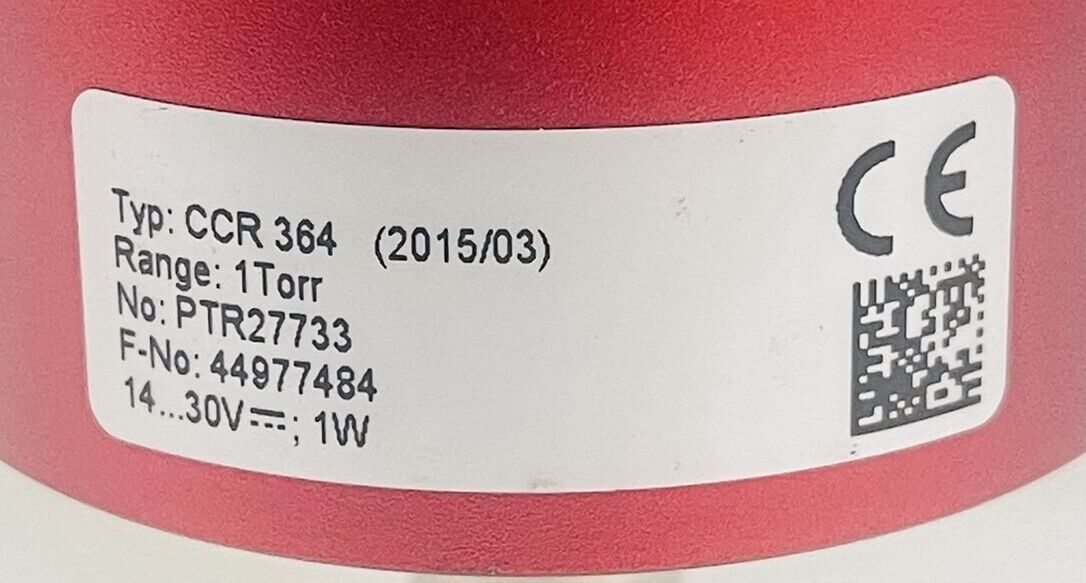 Typ: CCR 364 (2015/03)
Range: 1Torr
No: PTR27733
F-No: 44977484
14...30V⎓; 1W
CE